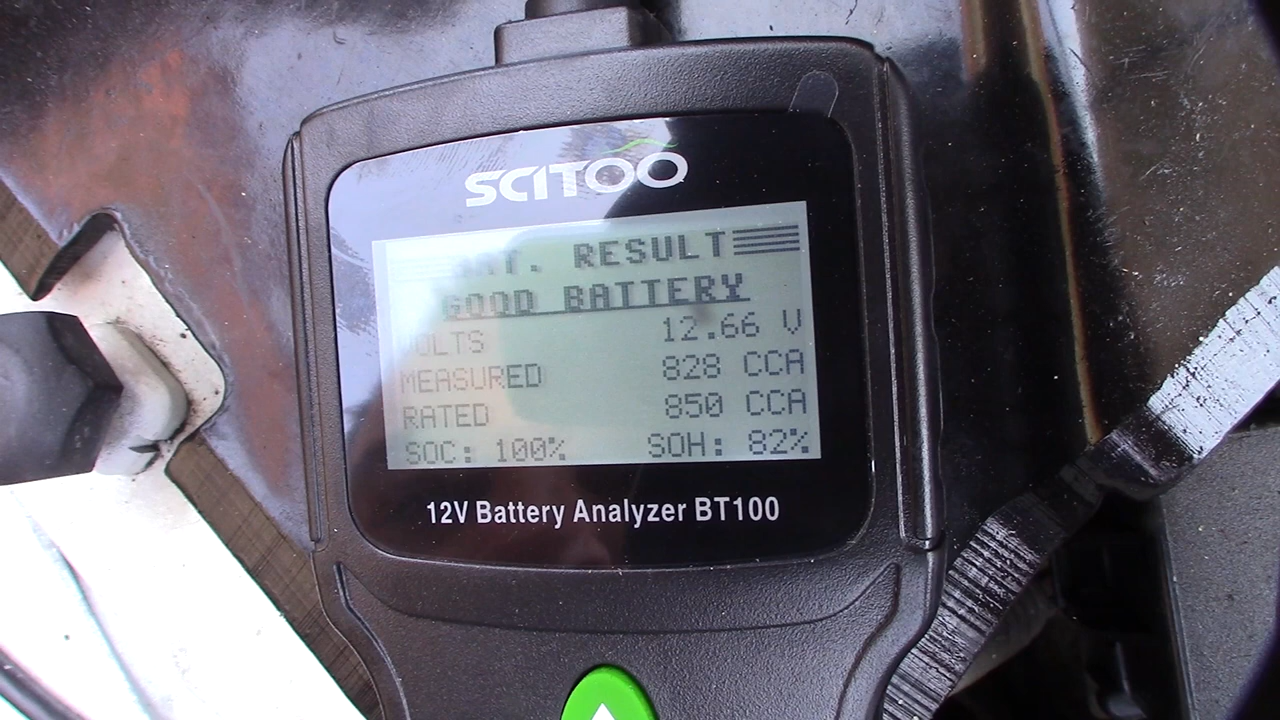 SCITOO
BAT. RESULT
GOOD BATTERY
VOLTS 12.66 V
MEASURED 828 CCA
RATED 850 CCA
SOC: 100% SOH: 82%
12V Battery Analyzer BT100